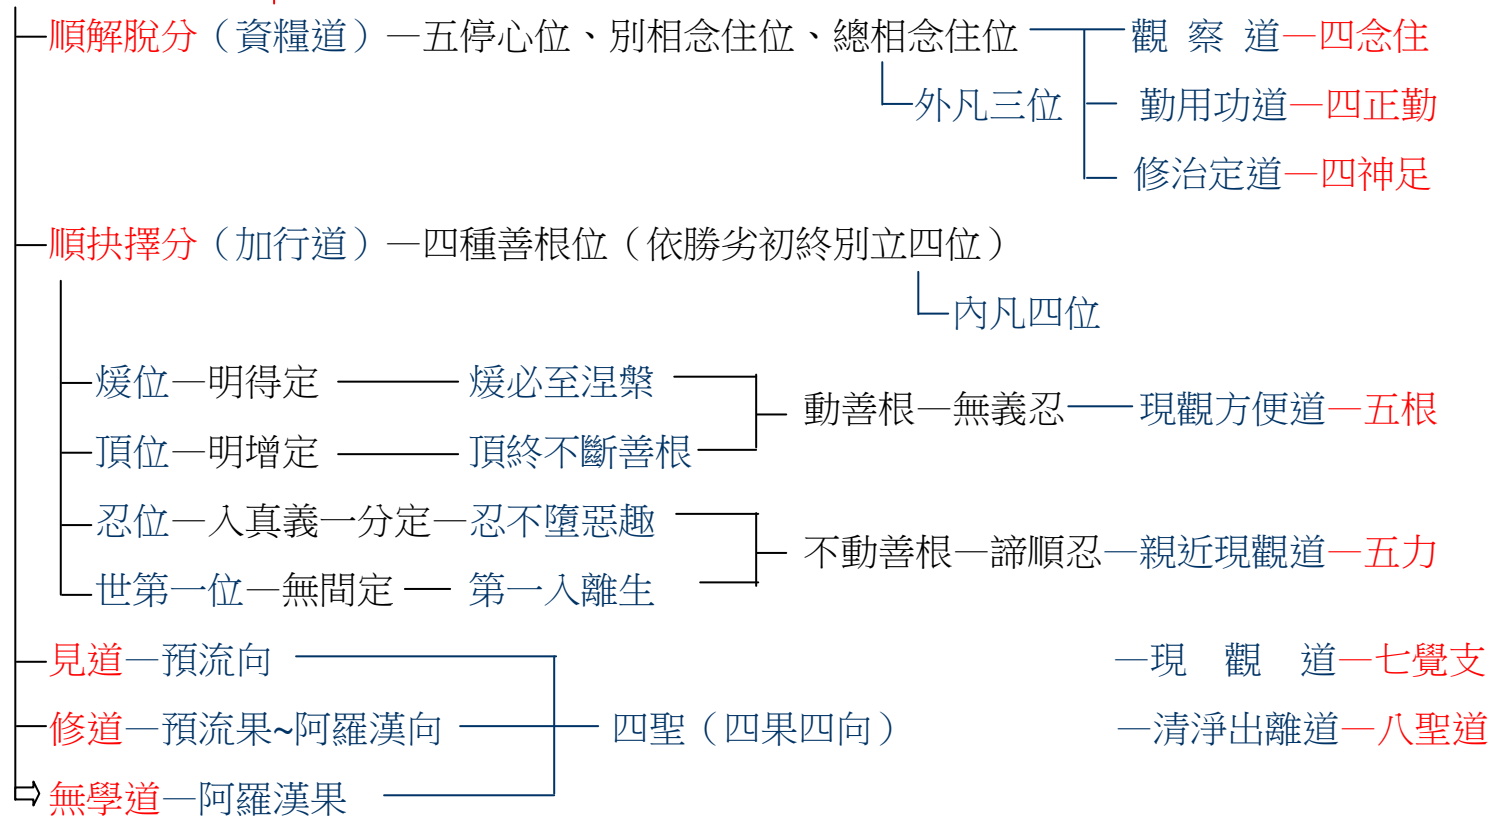 順解脫分（資糧道）—五停心位、別相念住位、總相念住位 觀 察 道—四念住
外凡三位 勤用功道—四正勤
修治定道—四神足
順抉擇分（加行道）—四種善根位（依勝劣初終別立四位）
內凡四位
煖位—明得定 煖必至涅槃
動善根—無義忍 現觀方便道—五根
頂位—明增定 頂終不斷善根
忍位—入真義一分定—忍不墮惡趣
不動善根—諦順忍—親近現觀道—五力
世第一位—無間定 第一入離生
見道—預流向 —現 觀 道—七覺支
修道—預流果~阿羅漢向 四聖（四果四向） —清淨出離道—八聖道
無學道—阿羅漢果